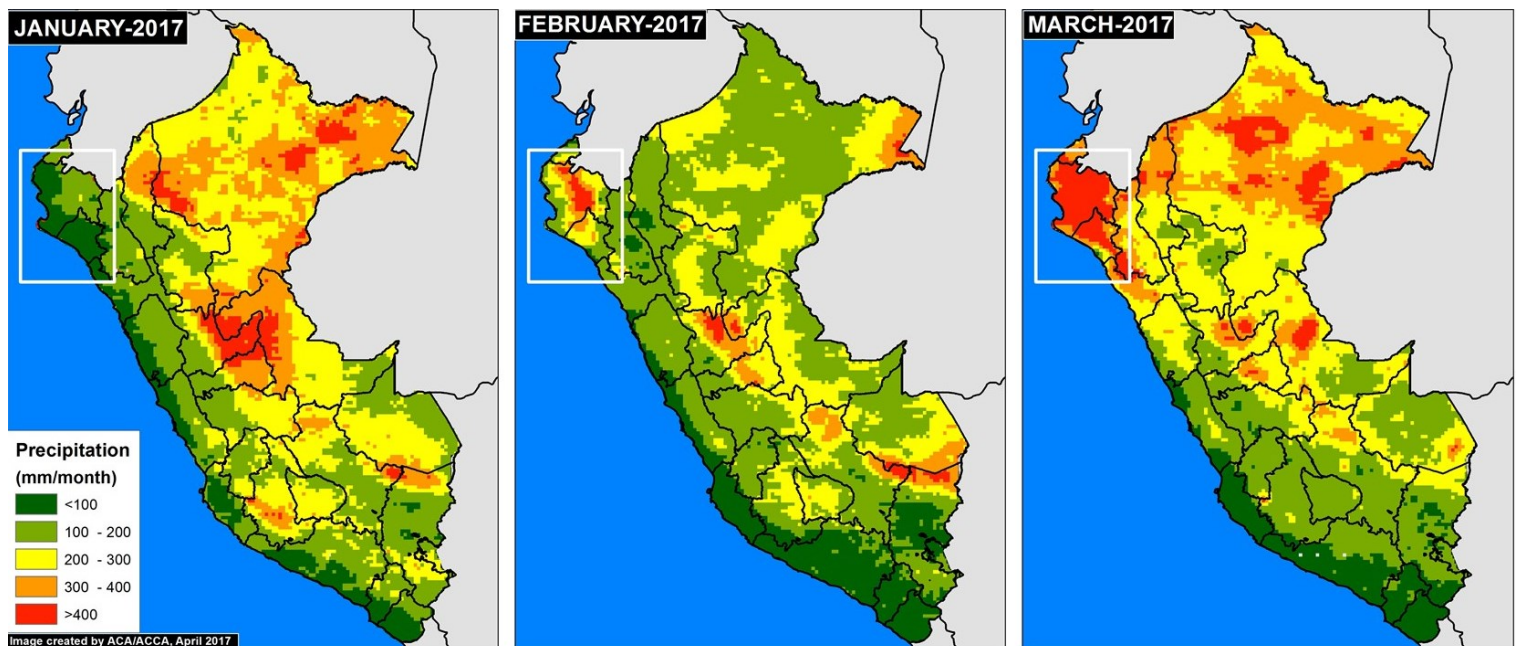 JANUARY-2017
FEBRUARY-2017
MARCH-2017
Precipitation
(mm/month)
<100
100 - 200
200 - 300
300 - 400
>400
Image created by ACA/ACCA, April 2017